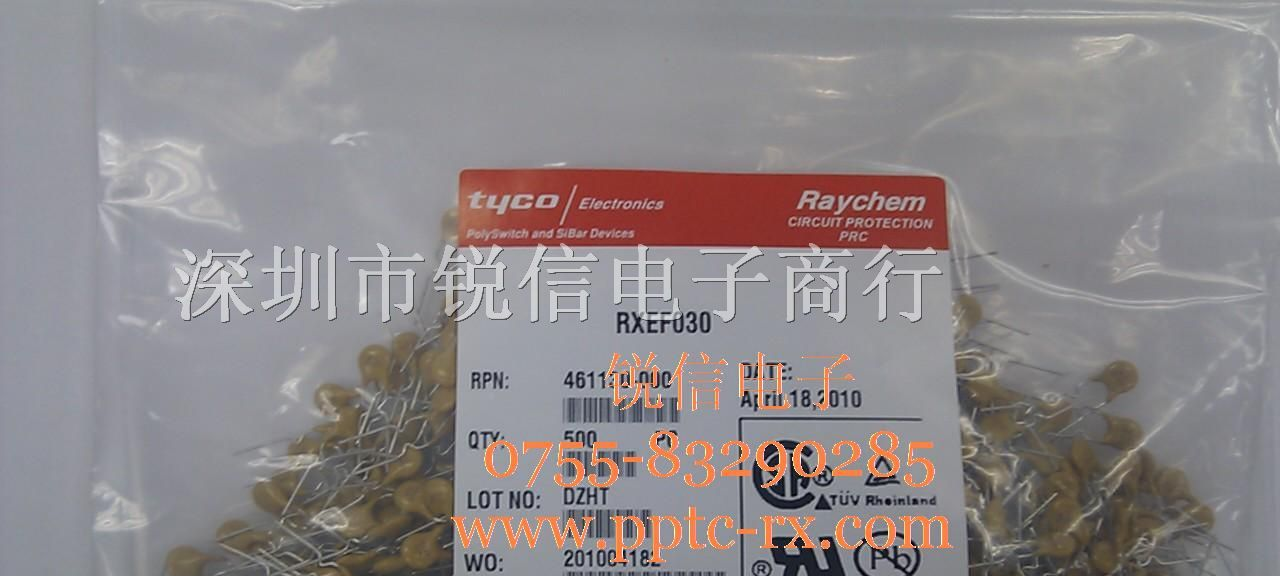 tyco / Electronics
PolySwitch and SiBar Devices
Raychem
CIRCUIT PROTECTION
PRC
深圳市锐信电子商行
RXEF030
锐信电子
RPN:
DATE:
April 18,2010
QTY: 500 PC
0755-83290285
LOT NO: DZHT
TÜV Rheinland
www.pptc-rx.com
WO:
Pb